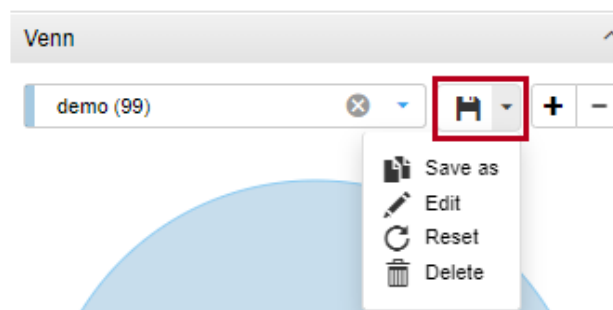 Venn
demo (99)
Save as
Edit
Reset
Delete